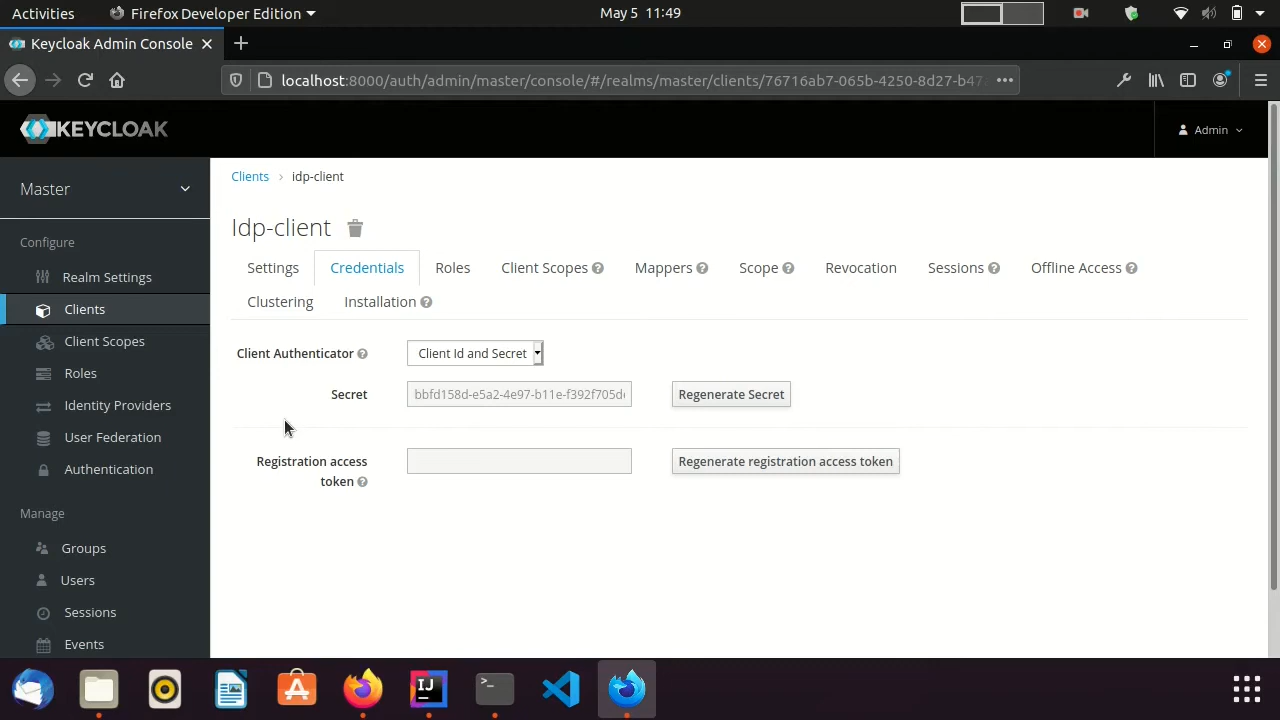 Activities
Firefox Developer Edition
May 5 11:49
Keycloak Admin Console
localhost:8000/auth/admin/master/console/#/realms/master/clients/76716ab7-065b-4250-8d27-b47
KEYCLOAK
Admin
Master
Clients
idp-client
Idp-client
Configure
Settings
Credentials
Roles
Client Scopes
Mappers
Scope
Revocation
Sessions
Offline Access
Clustering
Installation
Realm Settings
Clients
Client Scopes
Roles
Identity Providers
User Federation
Authentication
Client Authenticator
Client Id and Secret
Secret
bbfd158d-e5a2-4e97-b11e-f392f705d
Regenerate Secret
Registration access
token
Regenerate registration access token
Manage
Groups
Users
Sessions
Events